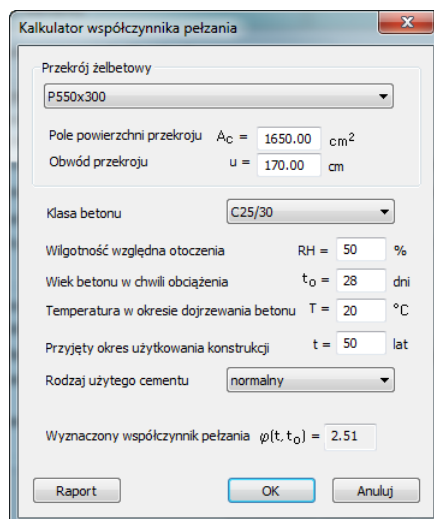 Kalkulator współczynnika pełzania
Przekrój żelbetowy
P550x300
Pole powierzchni przekroju Ac = 1650.00 cm²
Obwód przekroju u = 170.00 cm
Klasa betonu C25/30
Wilgotność względna otoczenia RH = 50 %
Wiek betonu w chwili obciążenia to = 28 dni
Temperatura w okresie dojrzewania betonu T = 20 °C
Przyjęty okres użytkowania konstrukcji t = 50 lat
Rodzaj użytego cementu normalny
Wyznaczony współczynnik pełzania φ(t,to) = 2.51
Raport OK Anuluj